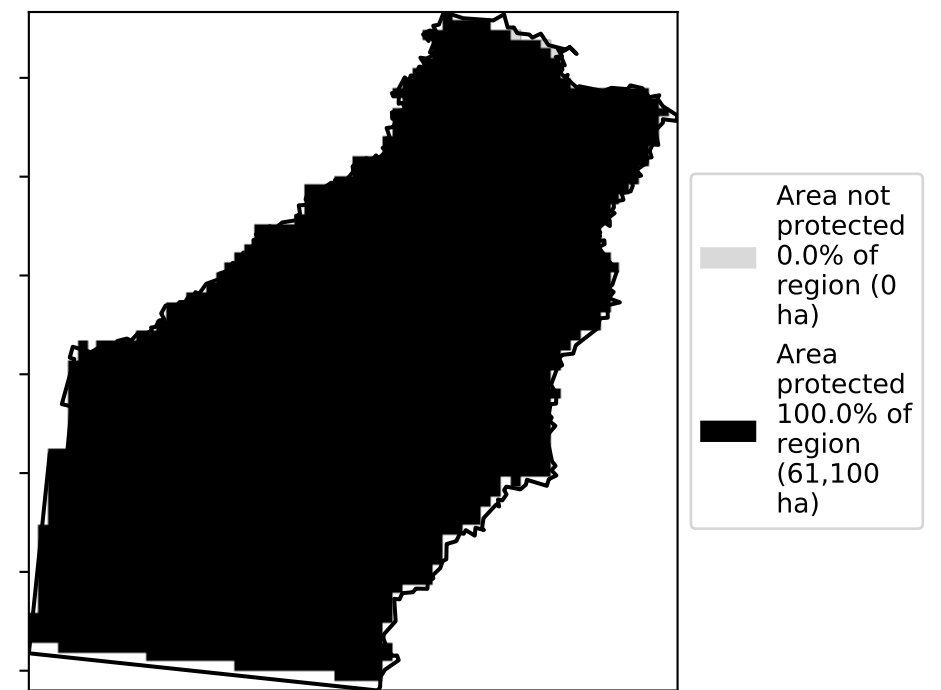 Area not
protected
0.0% of
region (0
ha)
Area
protected
100.0% of
region
(61,100
ha)